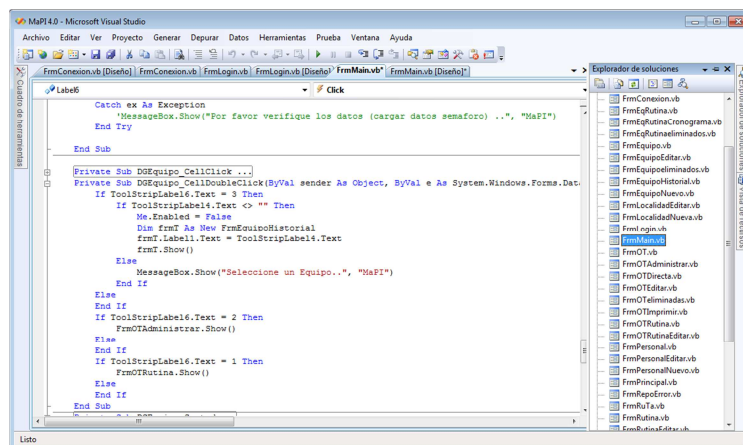 MaPI 4.0 - Microsoft Visual Studio
Archivo Editar Ver Proyecto Generar Depurar Datos Herramientas Prueba Ventana Ayuda
FrmConexion.vb [Diseño] FrmConexion.vb FrmLogin.vb FrmLogin.vb [Diseño] FrmMain.vb* FrmMain.vb [Diseño]*
Label6 Click
Cuadro de herramientas
Catch ex As Exception
'MessageBox.Show("Por favor verifique los datos (cargar datos semaforo) ..", "MaPI")
End Try
End Sub
Private Sub DGEquipo_CellClick ...
Private Sub DGEquipo_CellDoubleClick(ByVal sender As Object, ByVal e As System.Windows.Forms.Data
If ToolStripLabel6.Text = 3 Then
If ToolStripLabel4.Text <> "" Then
Me.Enabled = False
Dim frmT As New FrmEquipoHistorial
frmT.Label1.Text = ToolStripLabel4.Text
frmT.Show()
Else
MessageBox.Show("Seleccione un Equipo..", "MaPI")
End If
Else
End If
If ToolStripLabel6.Text = 2 Then
FrmOTAdministrar.Show()
Else
End If
If ToolStripLabel6.Text = 1 Then
FrmOTRutina.Show()
Else
End If
End Sub
Explorador de soluciones
FrmConexion.vb
FrmEqRutina.vb
FrmEqRutinaCronograma.vb
FrmEqRutinaeliminados.vb
FrmEquipo.vb
FrmEquipoEditar.vb
FrmEquipoeliminados.vb
FrmEquipoHistorial.vb
FrmEquipoNuevo.vb
FrmLocalidadEditar.vb
FrmLocalidadNueva.vb
FrmLogin.vb
FrmMain.vb
FrmOT.vb
FrmOTAdministrar.vb
FrmOTDirecta.vb
FrmOTEditar.vb
FrmOTeliminadas.vb
FrmOTImprimir.vb
FrmOTRutina.vb
FrmOTRutinaEditar.vb
FrmPersonal.vb
FrmPersonalEditar.vb
FrmPersonalNuevo.vb
FrmPrincipal.vb
FrmRepoError.vb
FrmRuTa.vb
FrmRutina.vb
FrmRutinaEditar.vb
Explorador de soluciones
Vista de recursos
Listo